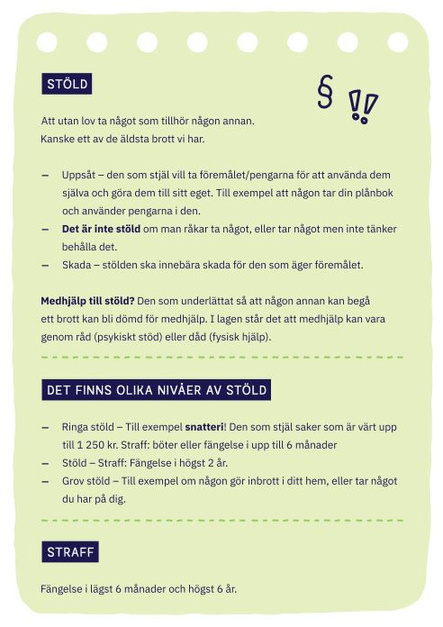 STÖLD
§ !!
Att utan lov ta något som tillhör någon annan.
Kanske ett av de äldsta brott vi har.
– Uppsåt – den som stjäl vill ta föremålet/pengarna för att använda dem
själva och göra dem till sitt eget. Till exempel att någon tar din plånbok
och använder pengarna i den.
– Det är inte stöld om man råkar ta något, eller tar något men inte tänker
behålla det.
– Skada – stölden ska innebära skada för den som äger föremålet.
Medhjälp till stöld? Den som underlättat så att någon annan kan begå
ett brott kan bli dömd för medhjälp. I lagen står det att medhjälp kan vara
genom råd (psykiskt stöd) eller dåd (fysisk hjälp).
DET FINNS OLIKA NIVÅER AV STÖLD
– Ringa stöld – Till exempel snatteri! Den som stjäl saker som är värt upp
till 1 250 kr. Straff: böter eller fängelse i upp till 6 månader
– Stöld – Straff: Fängelse i högst 2 år.
– Grov stöld – Till exempel om någon gör inbrott i ditt hem, eller tar något
du har på dig.
STRAFF
Fängelse i lägst 6 månader och högst 6 år.